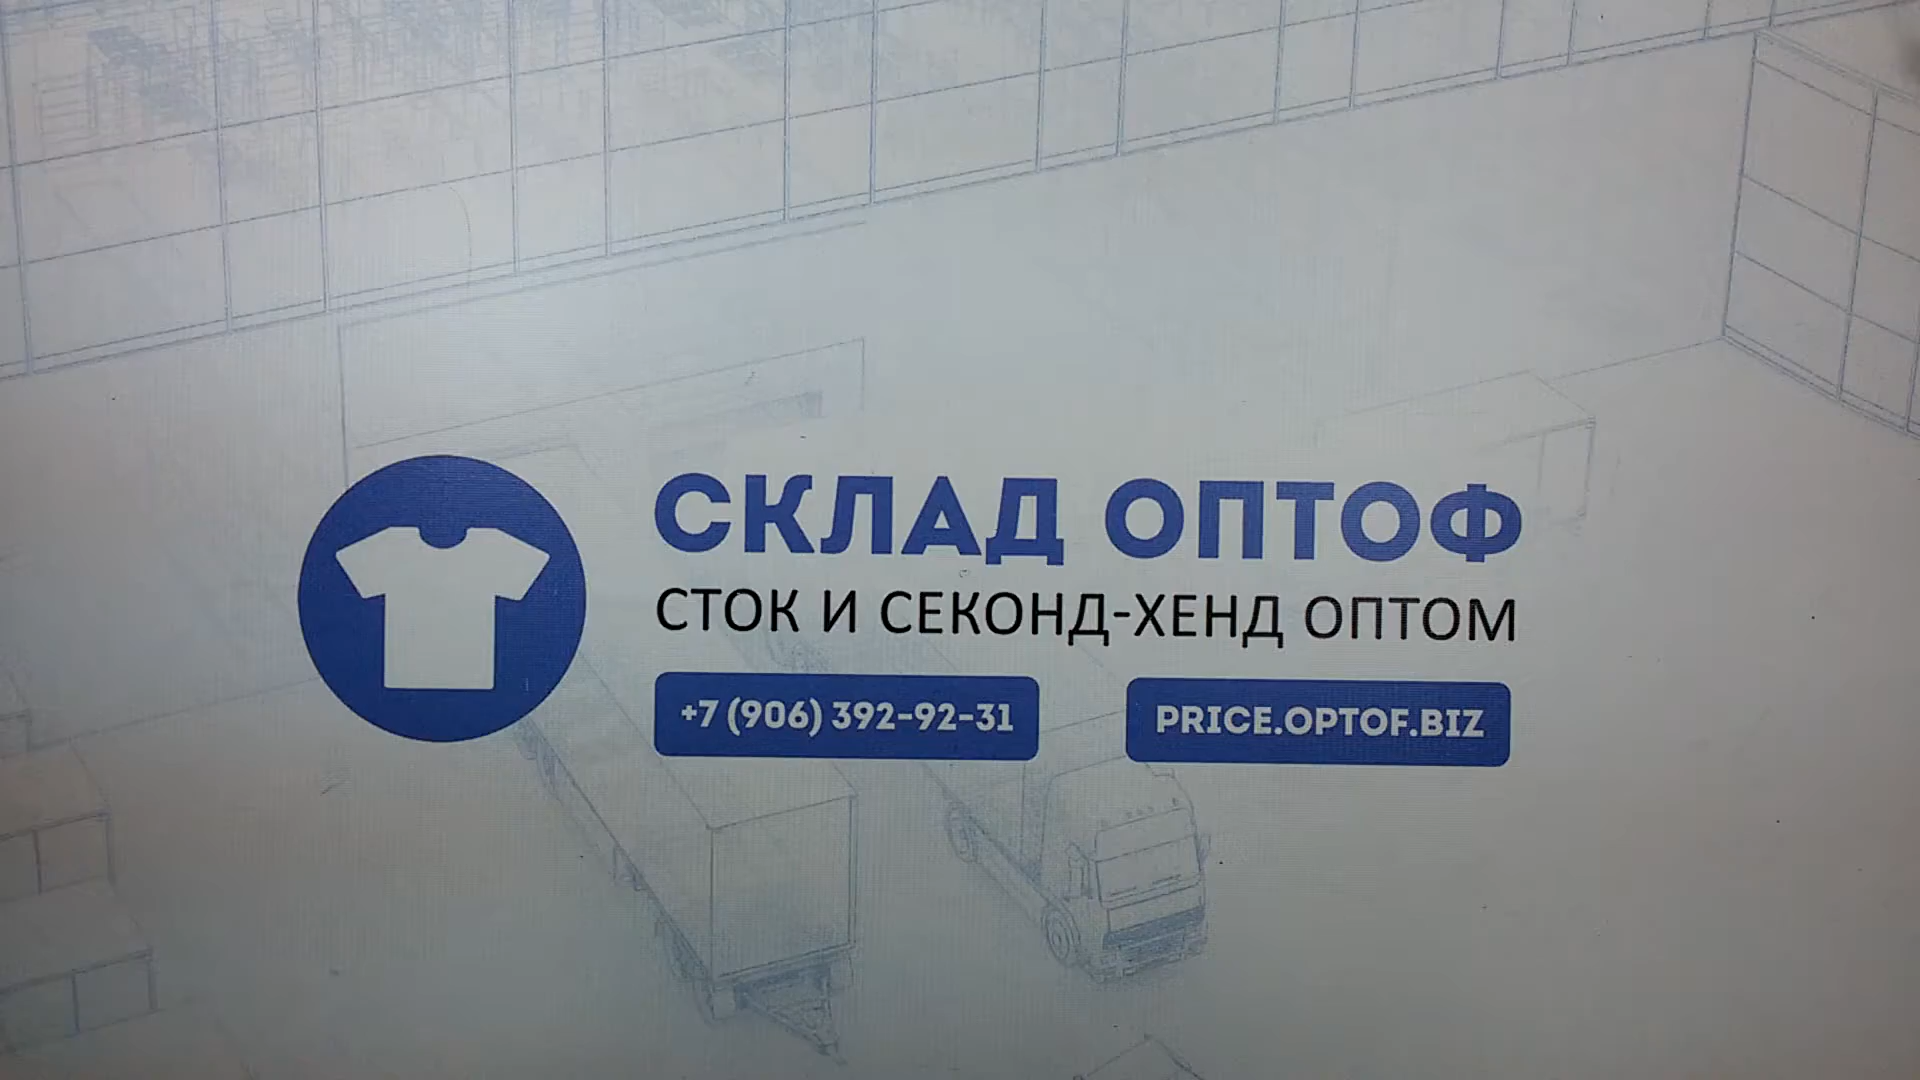 СКЛАД ОПТОФ
СТОК И СЕКОНД-ХЕНД ОПТОМ
+7 (906) 392-92-31
PRICE.OPTOF.BIZ